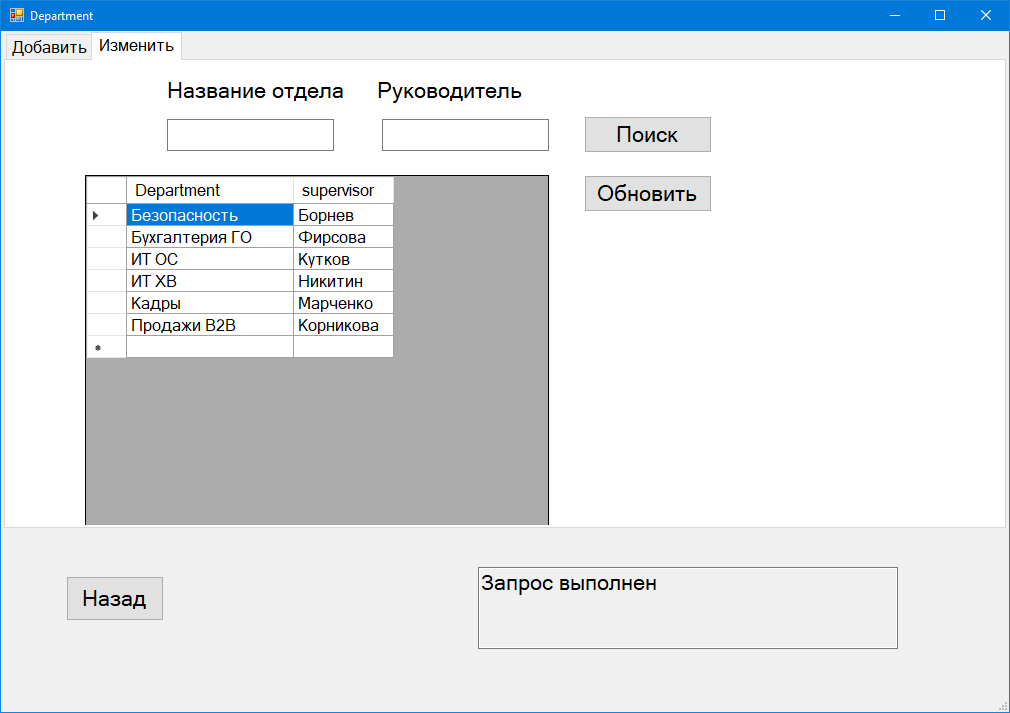 Department
Добавить Изменить
Название отдела Руководитель
Поиск
Обновить
Department supervisor
Безопасность Борнев
Бухгалтерия ГО Фирсова
ИТ ОС Кутков
ИТ ХВ Никитин
Кадры Марченко
Продажи B2B Корникова
Назад
Запрос выполнен